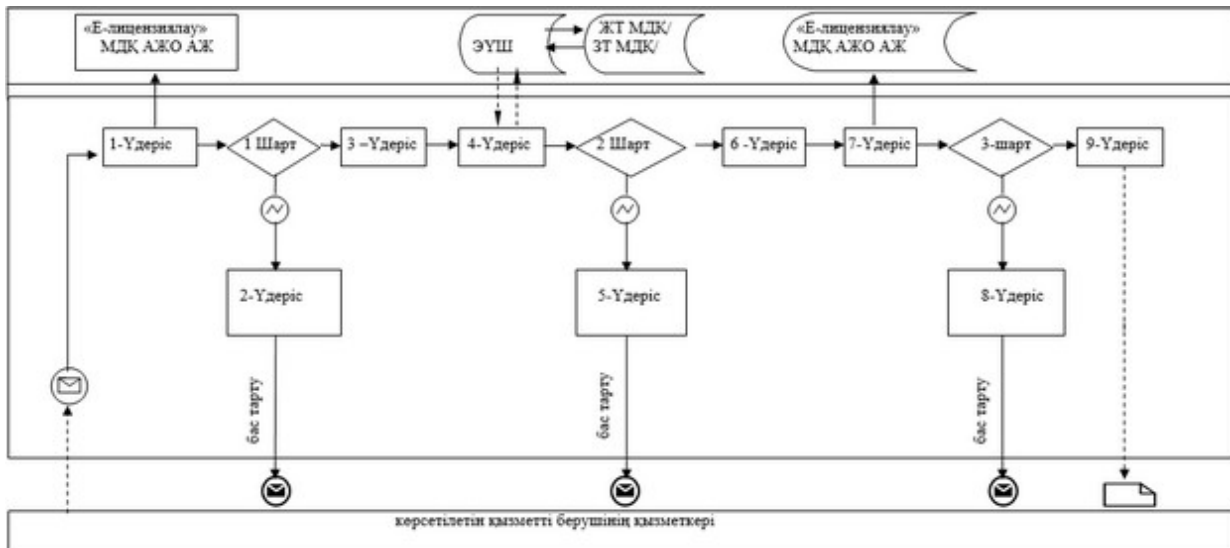 «Е-лицензиялау»
МДҚ АЖО АЖ
ЭҮШ
ЖТ МДҚ/
ЗТ МДҚ/
«Е-лицензиялау»
МДҚ АЖО АЖ
1-Үдеріс
1 Шарт
3 –Үдеріс
4-Үдеріс
2 Шарт
6 -Үдеріс
7-Үдеріс
3-шарт
9-Үдеріс
2-Үдеріс
5-Үдеріс
8-Үдеріс
бас тарту
бас тарту
бас тарту
көрсетілетін қызметті берушінің қызметкері